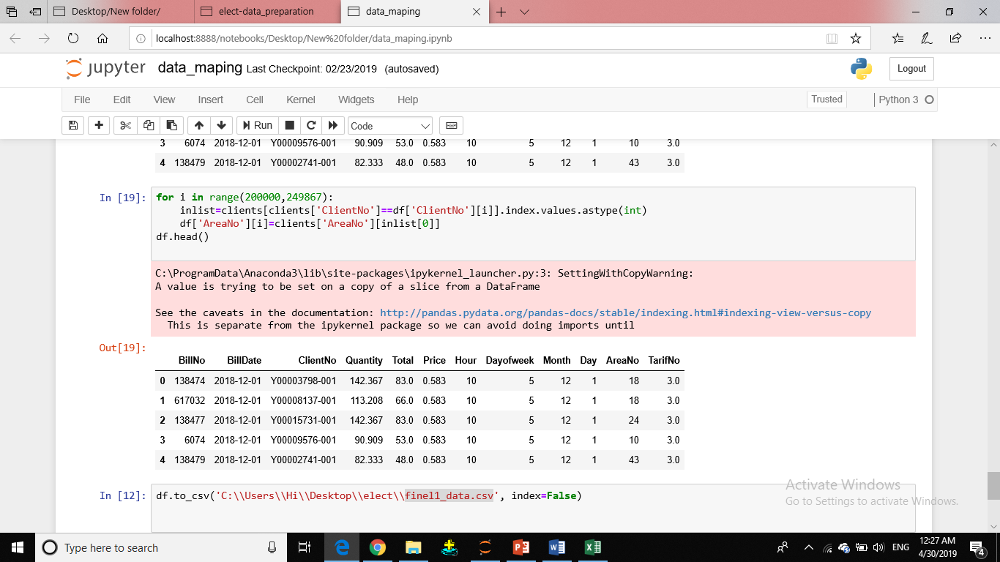 Desktop/New folder/
elect-data_preparation
data_maping
localhost:8888/notebooks/Desktop/New%20folder/data_maping.ipynb
jupyter data_maping Last Checkpoint: 02/23/2019 (autosaved)
Logout
File Edit View Insert Cell Kernel Widgets Help
Trusted
Python 3
Run
Code
3 6074 2018-12-01 Y00009576-001 90.909 53.0 0.583 10 5 12 1 10 3.0
4 138479 2018-12-01 Y00002741-001 82.333 48.0 0.583 10 5 12 1 43 3.0
In [19]: for i in range(200000,249867):
    inlist=clients[clients['ClientNo']==df['ClientNo'][i]].index.values.astype(int)
    df['AreaNo'][i]=clients['AreaNo'][inlist[0]]
df.head()
C:\ProgramData\Anaconda3\lib\site-packages\ipykernel_launcher.py:3: SettingWithCopyWarning:
A value is trying to be set on a copy of a slice from a DataFrame
See the caveats in the documentation: http://pandas.pydata.org/pandas-docs/stable/indexing.html#indexing-view-versus-copy
  This is separate from the ipykernel package so we can avoid doing imports until
Out[19]:
BillNo BillDate ClientNo Quantity Total Price Hour Dayofweek Month Day AreaNo TarifNo
0 138474 2018-12-01 Y00003798-001 142.367 83.0 0.583 10 5 12 1 18 3.0
1 617032 2018-12-01 Y00008137-001 113.208 66.0 0.583 10 5 12 1 18 3.0
2 138477 2018-12-01 Y00015731-001 142.367 83.0 0.583 10 5 12 1 24 3.0
3 6074 2018-12-01 Y00009576-001 90.909 53.0 0.583 10 5 12 1 10 3.0
4 138479 2018-12-01 Y00002741-001 82.333 48.0 0.583 10 5 12 1 43 3.0
In [12]: df.to_csv('C:\\Users\\Hi\\Desktop\\elect\\finel1_data.csv', index=False)
Activate Windows
Go to Settings to activate Windows.
Type here to search
ENG
12:27 AM
4/30/2019
4